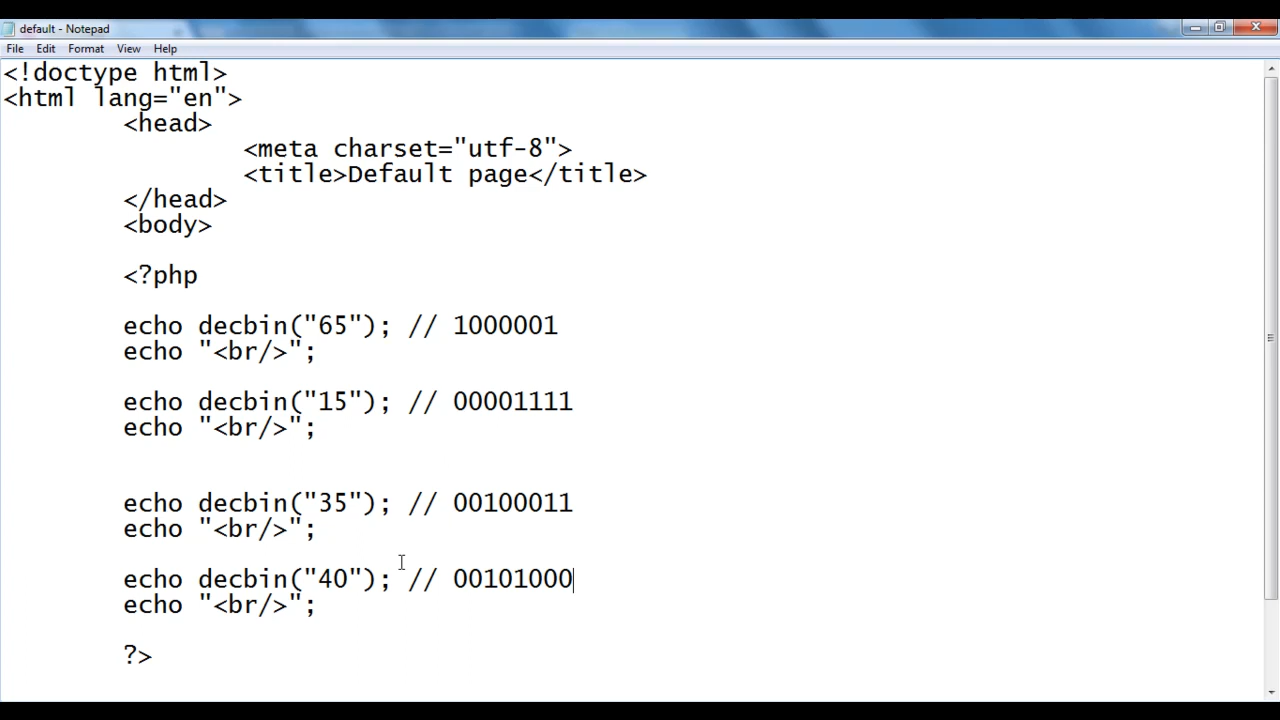 default - Notepad
File Edit Format View Help
<!doctype html>
<html lang="en">
<head>
<meta charset="utf-8">
<title>Default page</title>
</head>
<body>
<?php
echo decbin("65"); // 1000001
echo "<br/>";
echo decbin("15"); // 00001111
echo "<br/>";
echo decbin("35"); // 00100011
echo "<br/>";
echo decbin("40"); // 00101000
echo "<br/>";
?>